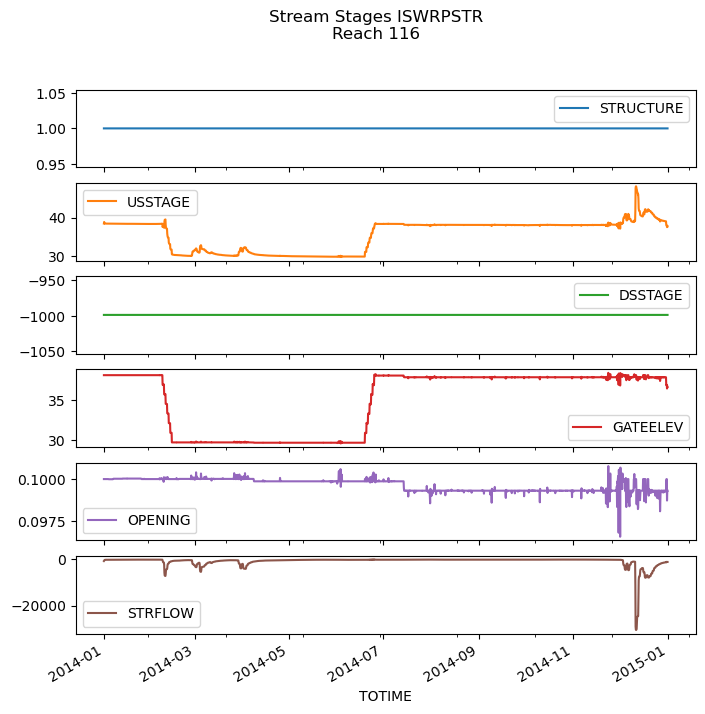 Stream Stages ISWRPSTR
Reach 116
1.05
1.00
0.95
STRUCTURE
40
30
USSTAGE
−950
−1000
−1050
DSSTAGE
35
30
GATEELEV
0.1000
0.0975
OPENING
0
−20000
STRFLOW
2014-01
2014-03
2014-05
2014-07
2014-09
2014-11
2015-01
TOTIME